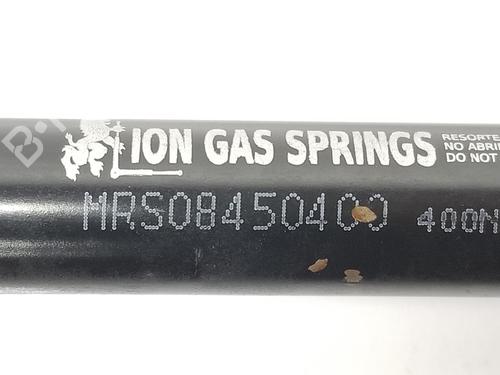 LION GAS SPRINGS
RESORTE
NO ABRI
DO NOT
MRS08450400 400N